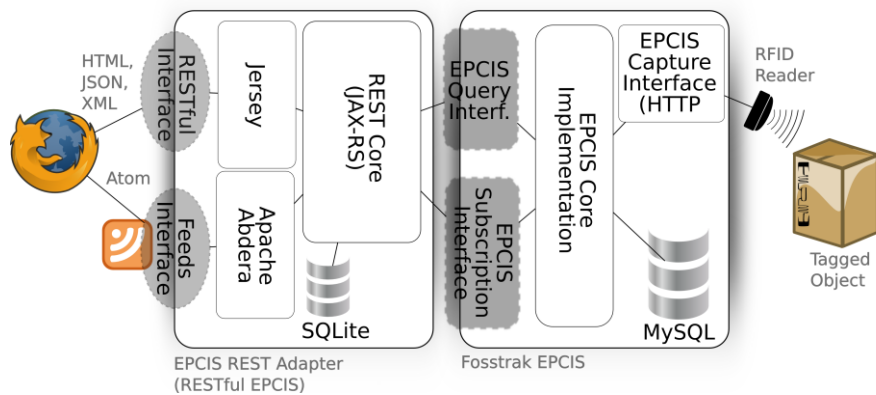 HTML,
JSON,
XML
Atom
RESTful
Interface
Feeds
Interface
Jersey
Apache
Abdera
REST Core
(JAX-RS)
SQLite
EPCIS REST Adapter
(RESTful EPCIS)
EPCIS
Query
Interf.
EPCIS
Subscription
Interface
EPCIS Core
Implementation
EPCIS
Capture
Interface
(HTTP
MySQL
Fosstrak EPCIS
RFID
Reader
Tagged
Object